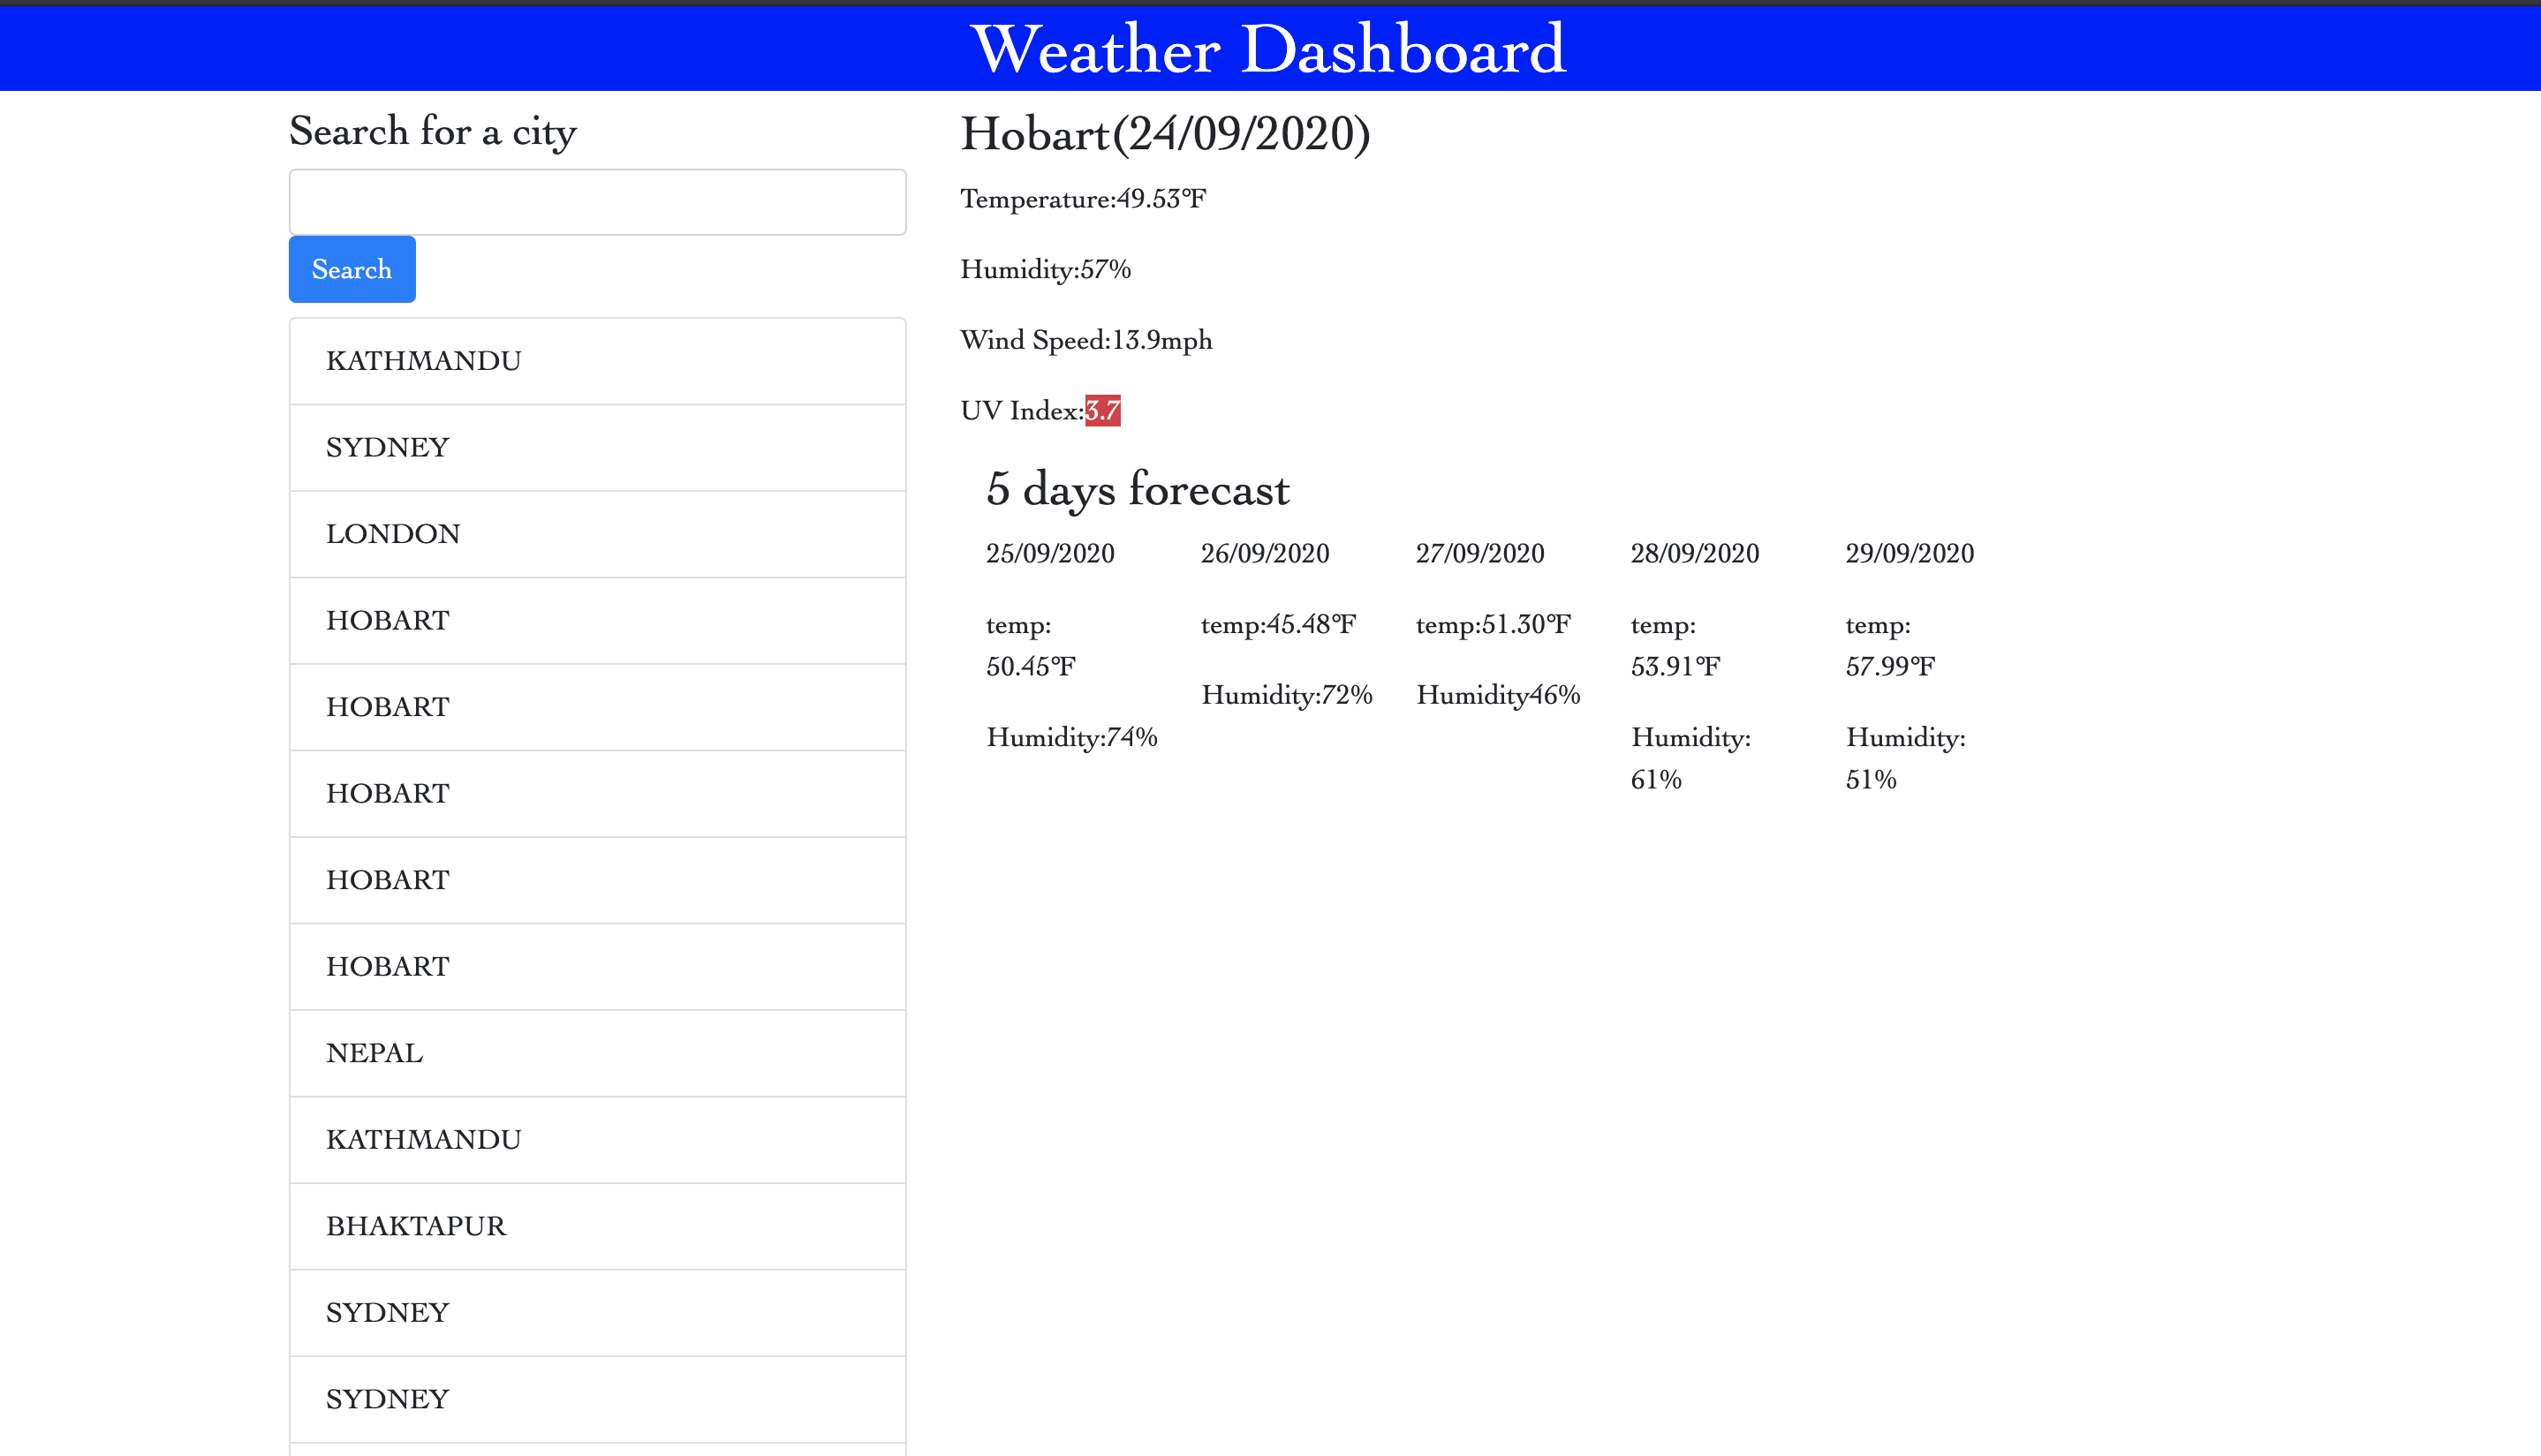 Weather Dashboard
Search for a city
Search
KATHMANDU
SYDNEY
LONDON
HOBART
HOBART
HOBART
HOBART
HOBART
NEPAL
KATHMANDU
BHAKTAPUR
SYDNEY
SYDNEY
Hobart(24/09/2020)
Temperature:49.53°F
Humidity:57%
Wind Speed:13.9mph
UV Index:3.7
5 days forecast
25/09/2020
temp:
50.45°F
Humidity:74%
26/09/2020
temp:45.48°F
Humidity:72%
27/09/2020
temp:51.30°F
Humidity46%
28/09/2020
temp:
53.91°F
Humidity:
61%
29/09/2020
temp:
57.99°F
Humidity:
51%